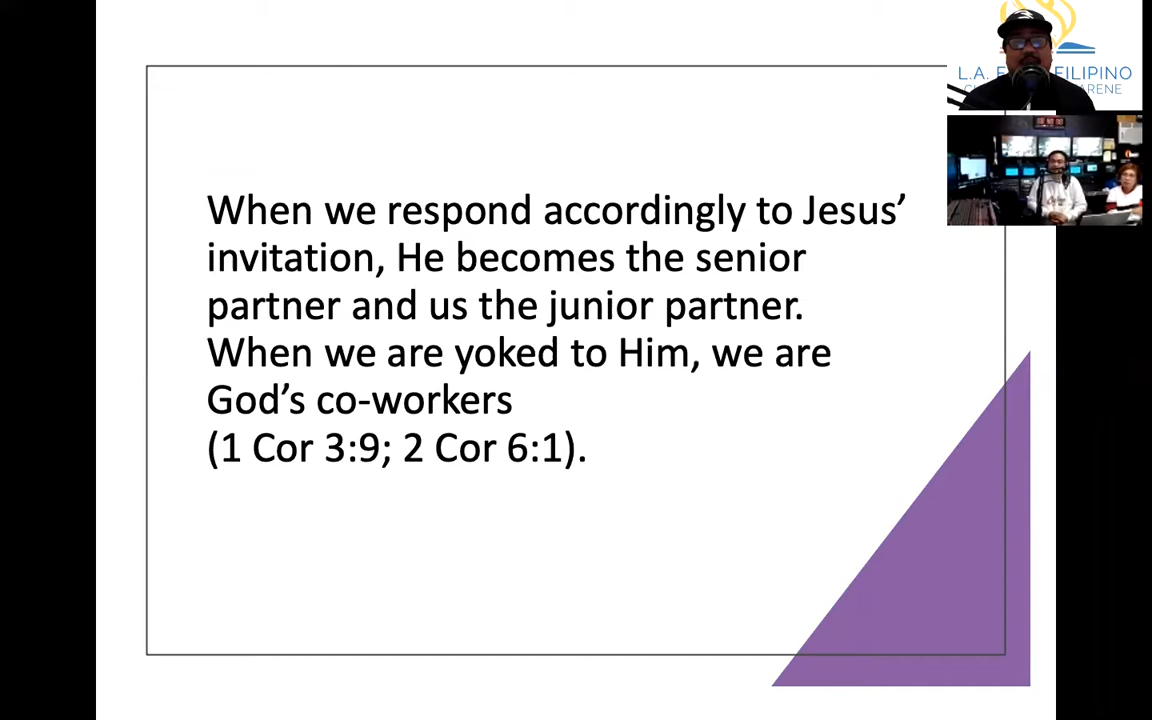 When we respond accordingly to Jesus’
invitation, He becomes the senior
partner and us the junior partner.
When we are yoked to Him, we are
God’s co-workers
(1 Cor 3:9; 2 Cor 6:1).
L.A. FILIPINO